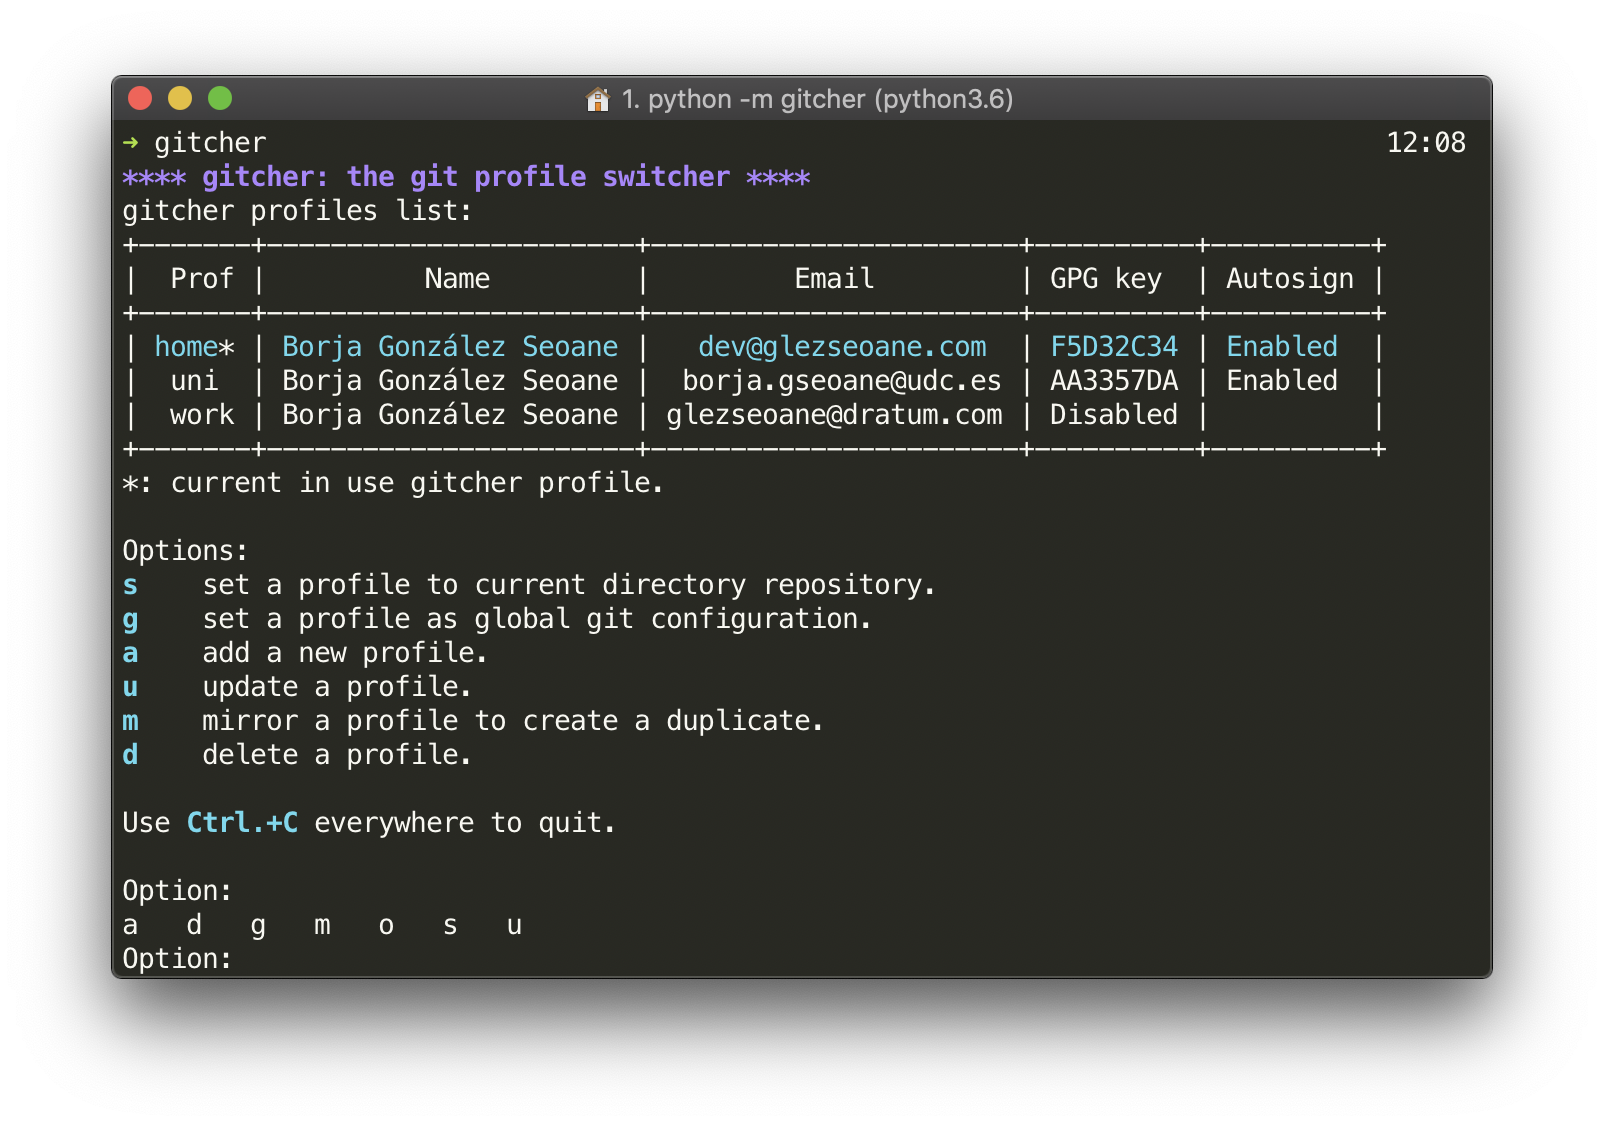 1. python -m gitcher (python3.6)
➜ gitcher 12:08
**** gitcher: the git profile switcher ****
gitcher profiles list:
+-------+-----------------------+-----------------------+----------+----------+
|  Prof |          Name         |         Email         | GPG key  | Autosign |
+-------+-----------------------+-----------------------+----------+----------+
| home* | Borja González Seoane |   dev@glezseoane.com  | F5D32C34 | Enabled  |
|  uni  | Borja González Seoane |  borja.gseoane@udc.es | AA3357DA | Enabled  |
|  work | Borja González Seoane | glezseoane@dratum.com | Disabled |          |
+-------+-----------------------+-----------------------+----------+----------+
*: current in use gitcher profile.

Options:
s    set a profile to current directory repository.
g    set a profile as global git configuration.
a    add a new profile.
u    update a profile.
m    mirror a profile to create a duplicate.
d    delete a profile.

Use Ctrl.+C everywhere to quit.

Option:
a   d   g   m   o   s   u
Option: